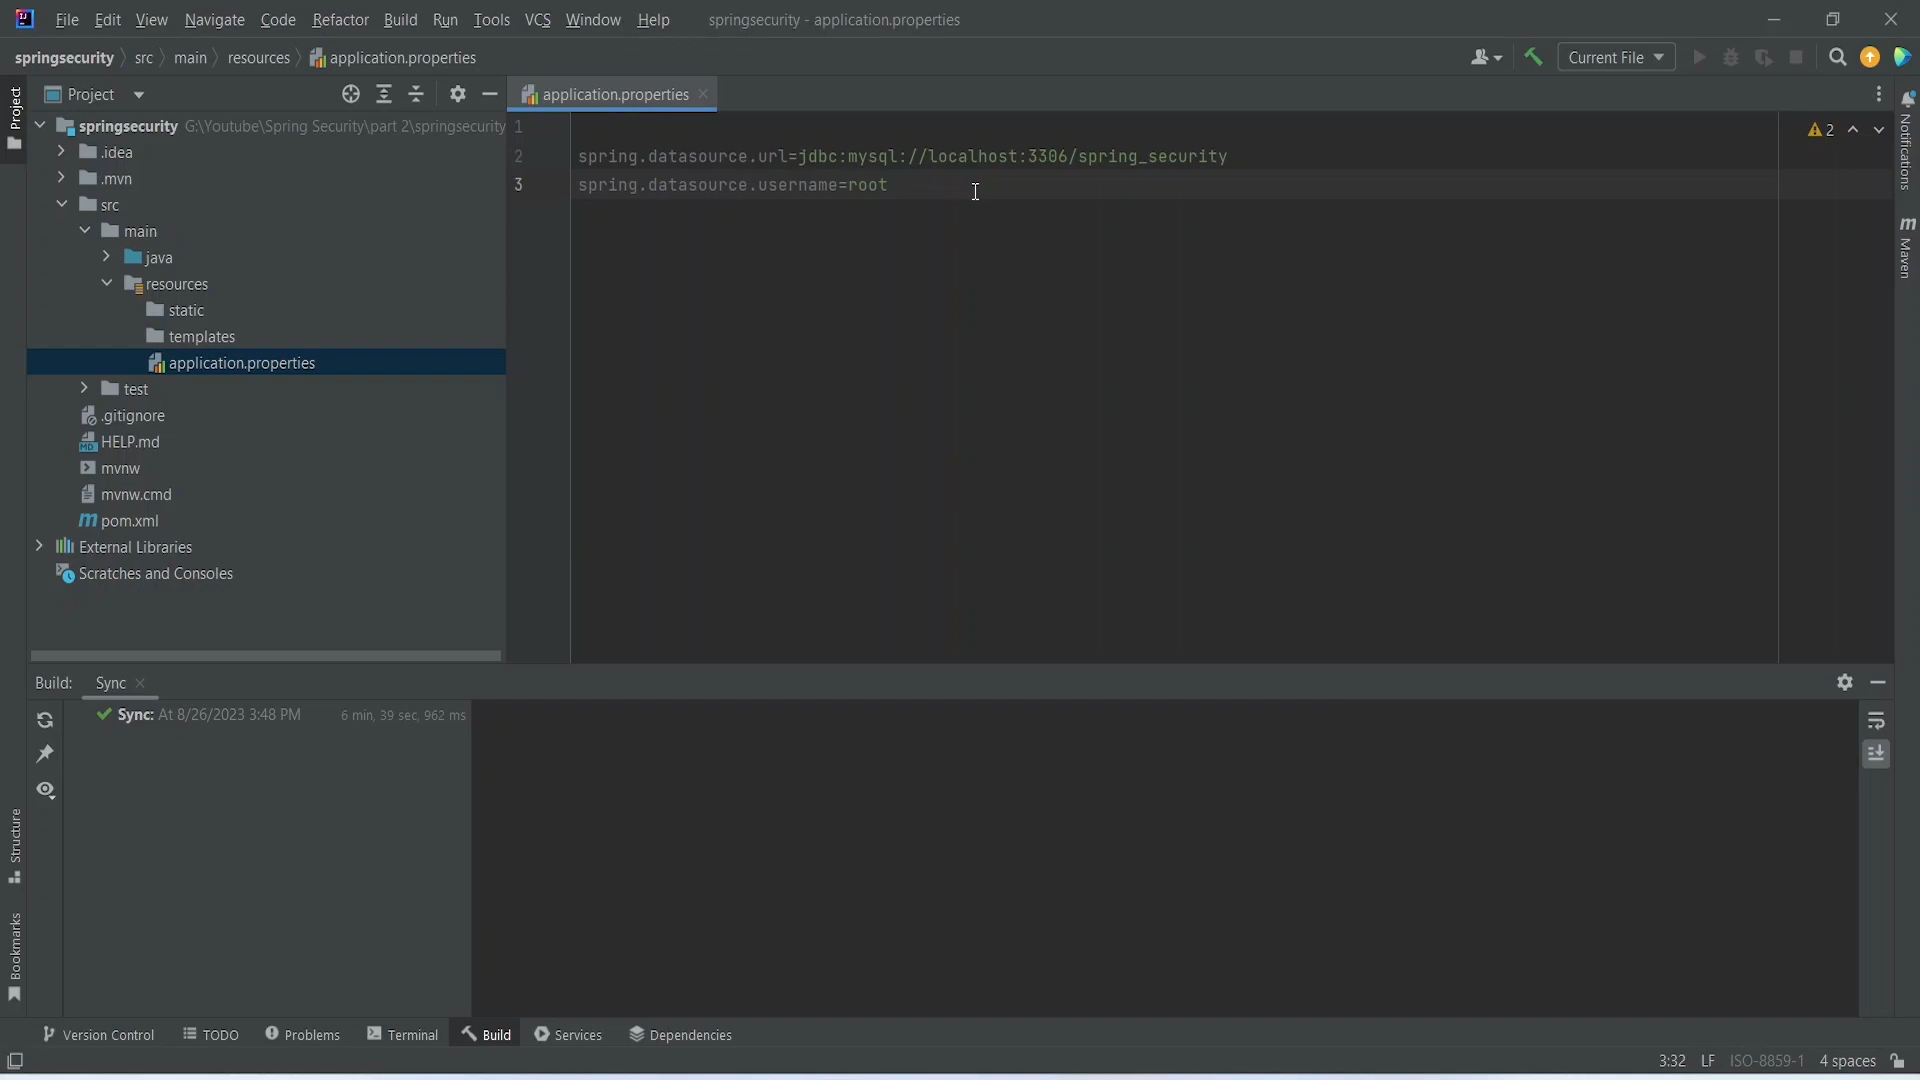 File Edit View Navigate Code Refactor Build Run Tools VCS Window Help springsecurity - application.properties
springsecurity src main resources application.properties Current File
Project
Project
application.properties
springsecurity G:\Youtube\Spring Security\part 2\springsecurity
.idea
.mvn
src
main
java
resources
static
templates
application.properties
test
.gitignore
HELP.md
mvnw
mvnw.cmd
pom.xml
External Libraries
Scratches and Consoles
1
2 spring.datasource.url=jdbc:mysql://localhost:3306/spring_security
3 spring.datasource.username=root
2
Notifications
m Maven
Build: Sync
Sync: At 8/26/2023 3:48 PM 6 min, 39 sec, 962 ms
Structure
Bookmarks
Version Control TODO Problems Terminal Build Services Dependencies
3:32 LF ISO-8859-1 4 spaces